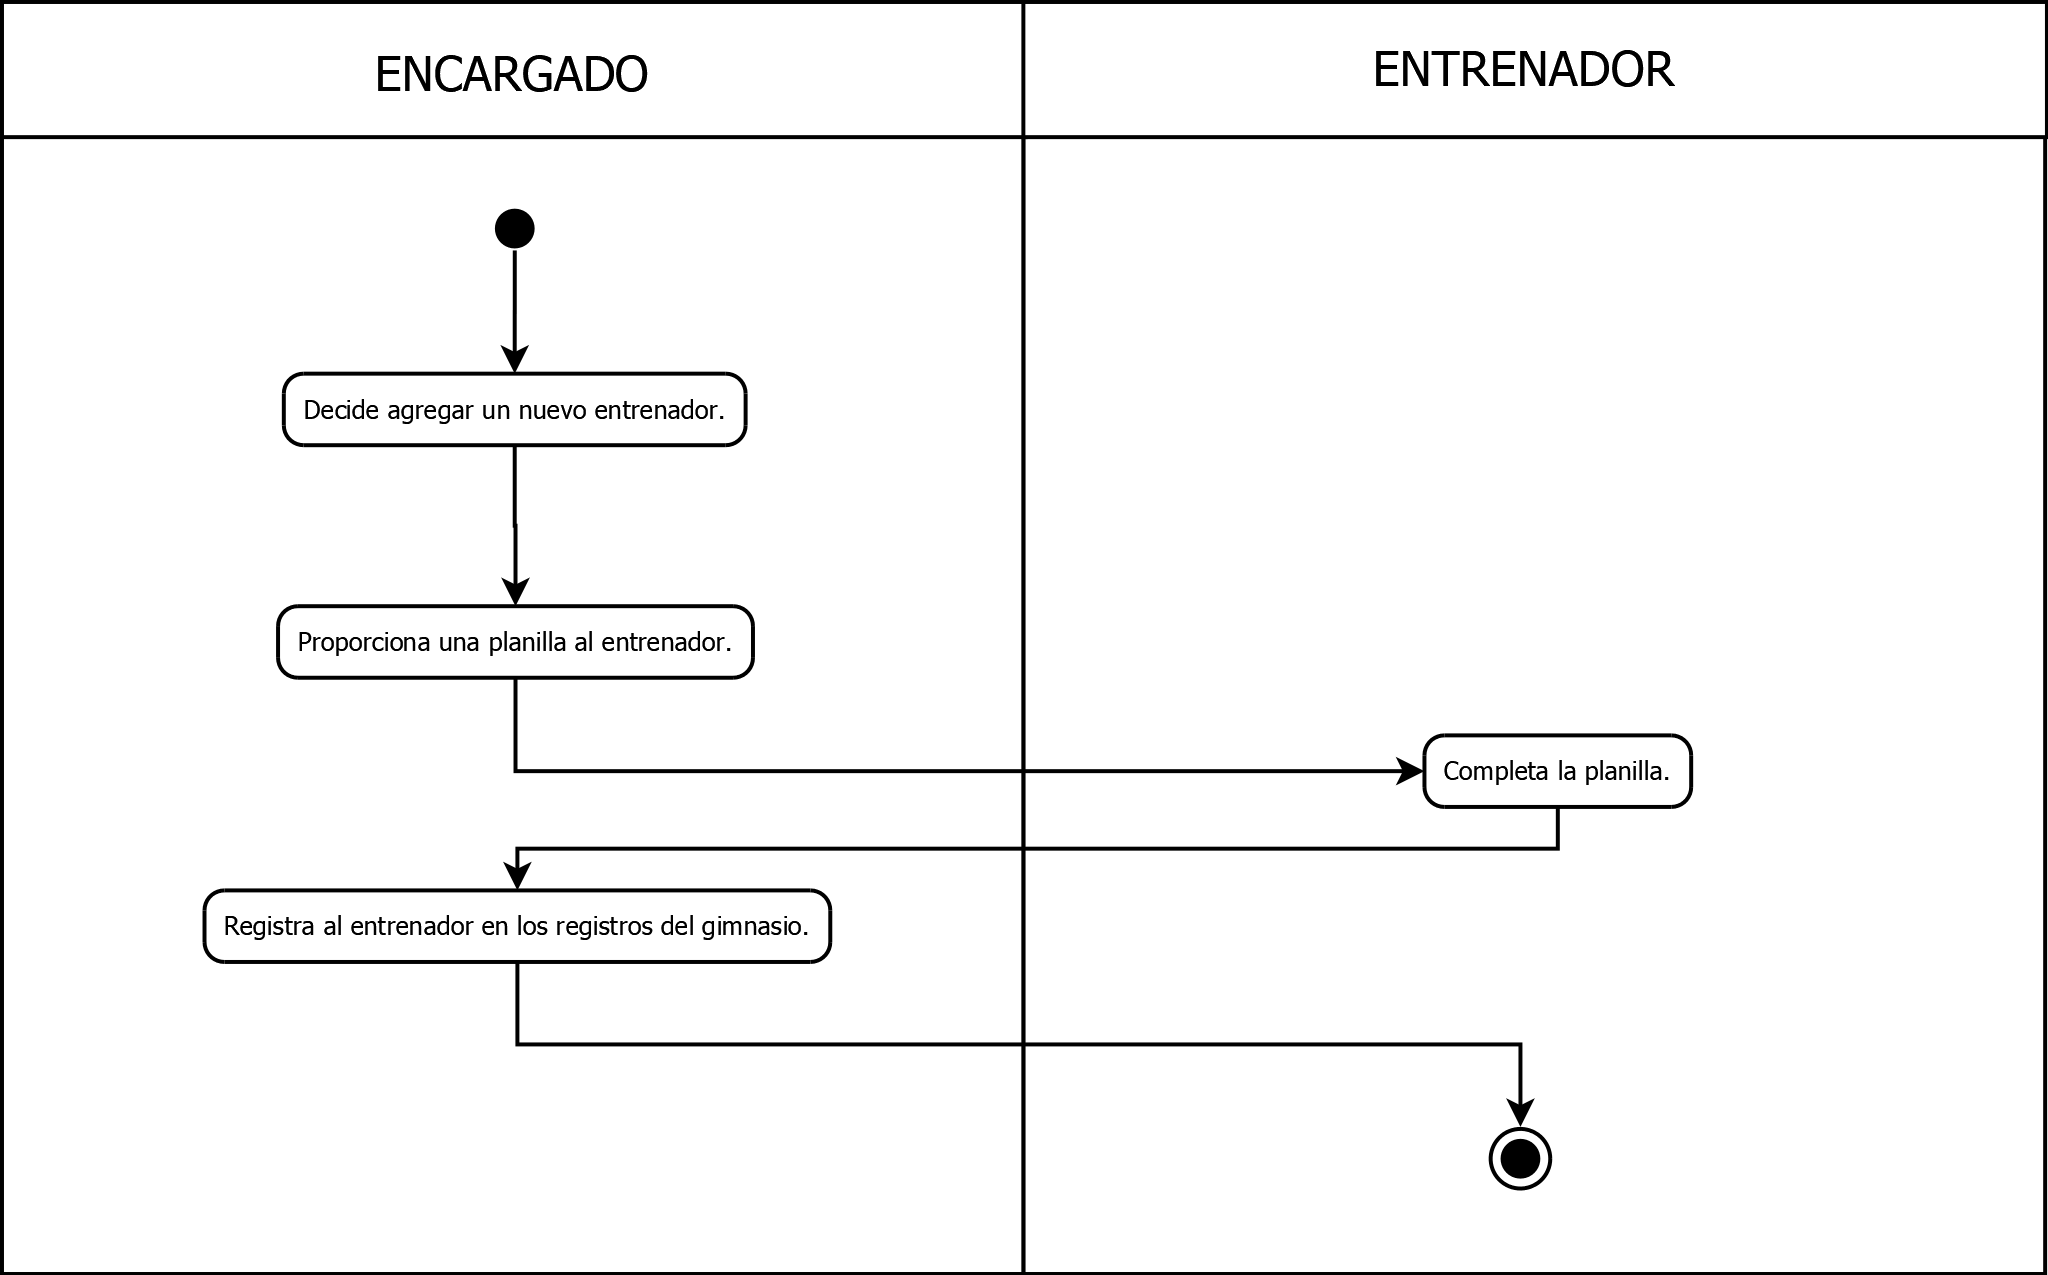 ENCARGADO
ENTRENADOR
Decide agregar un nuevo entrenador.
Proporciona una planilla al entrenador.
Completa la planilla.
Registra al entrenador en los registros del gimnasio.